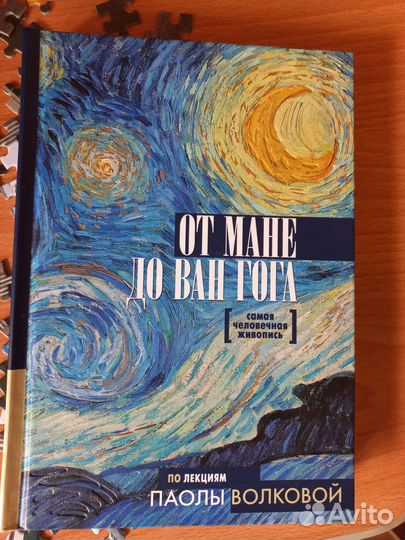 ОТ МАНЕ
ДО ВАН ГОГА
[ самая
человечная
живопись ]
ПО ЛЕКЦИЯМ
ПАОЛЫ ВОЛКОВОЙ
Avito